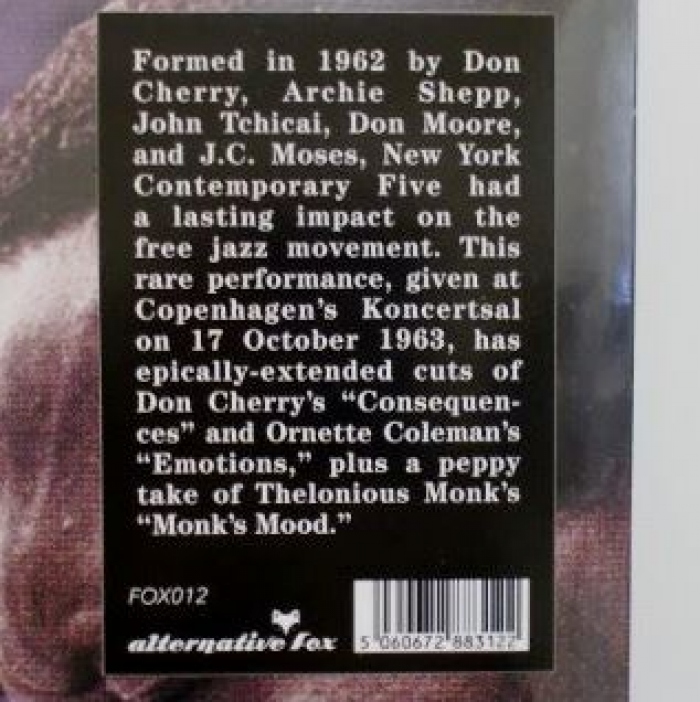 Formed in 1962 by Don
Cherry, Archie Shepp,
John Tchicai, Don Moore,
and J.C. Moses, New York
Contemporary Five had
a lasting impact on the
free jazz movement. This
rare performance, given at
Copenhagen's Koncertsal
on 17 October 1963, has
epically-extended cuts of
Don Cherry's “Consequen-
ces” and Ornette Coleman's
“Emotions,” plus a peppy
take of Thelonious Monk's
“Monk's Mood.”
FOX012
alternative fox
5 060672 883122